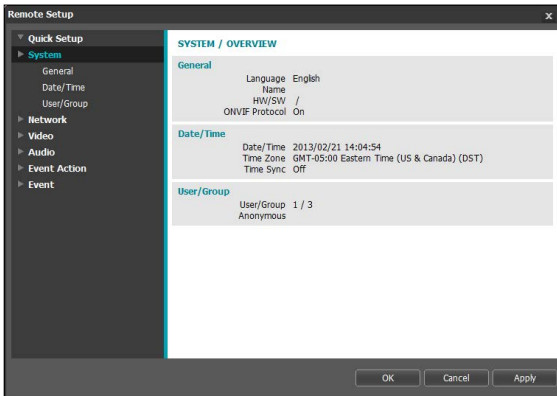 Remote Setup
x
Quick Setup
System
General
Date/Time
User/Group
Network
Video
Audio
Event Action
Event
SYSTEM / OVERVIEW
General
Language English
Name
HW/SW /
ONVIF Protocol On
Date/Time
Date/Time 2013/02/21 14:04:54
Time Zone GMT-05:00 Eastern Time (US & Canada) (DST)
Time Sync Off
User/Group
User/Group 1 / 3
Anonymous
OK Cancel Apply